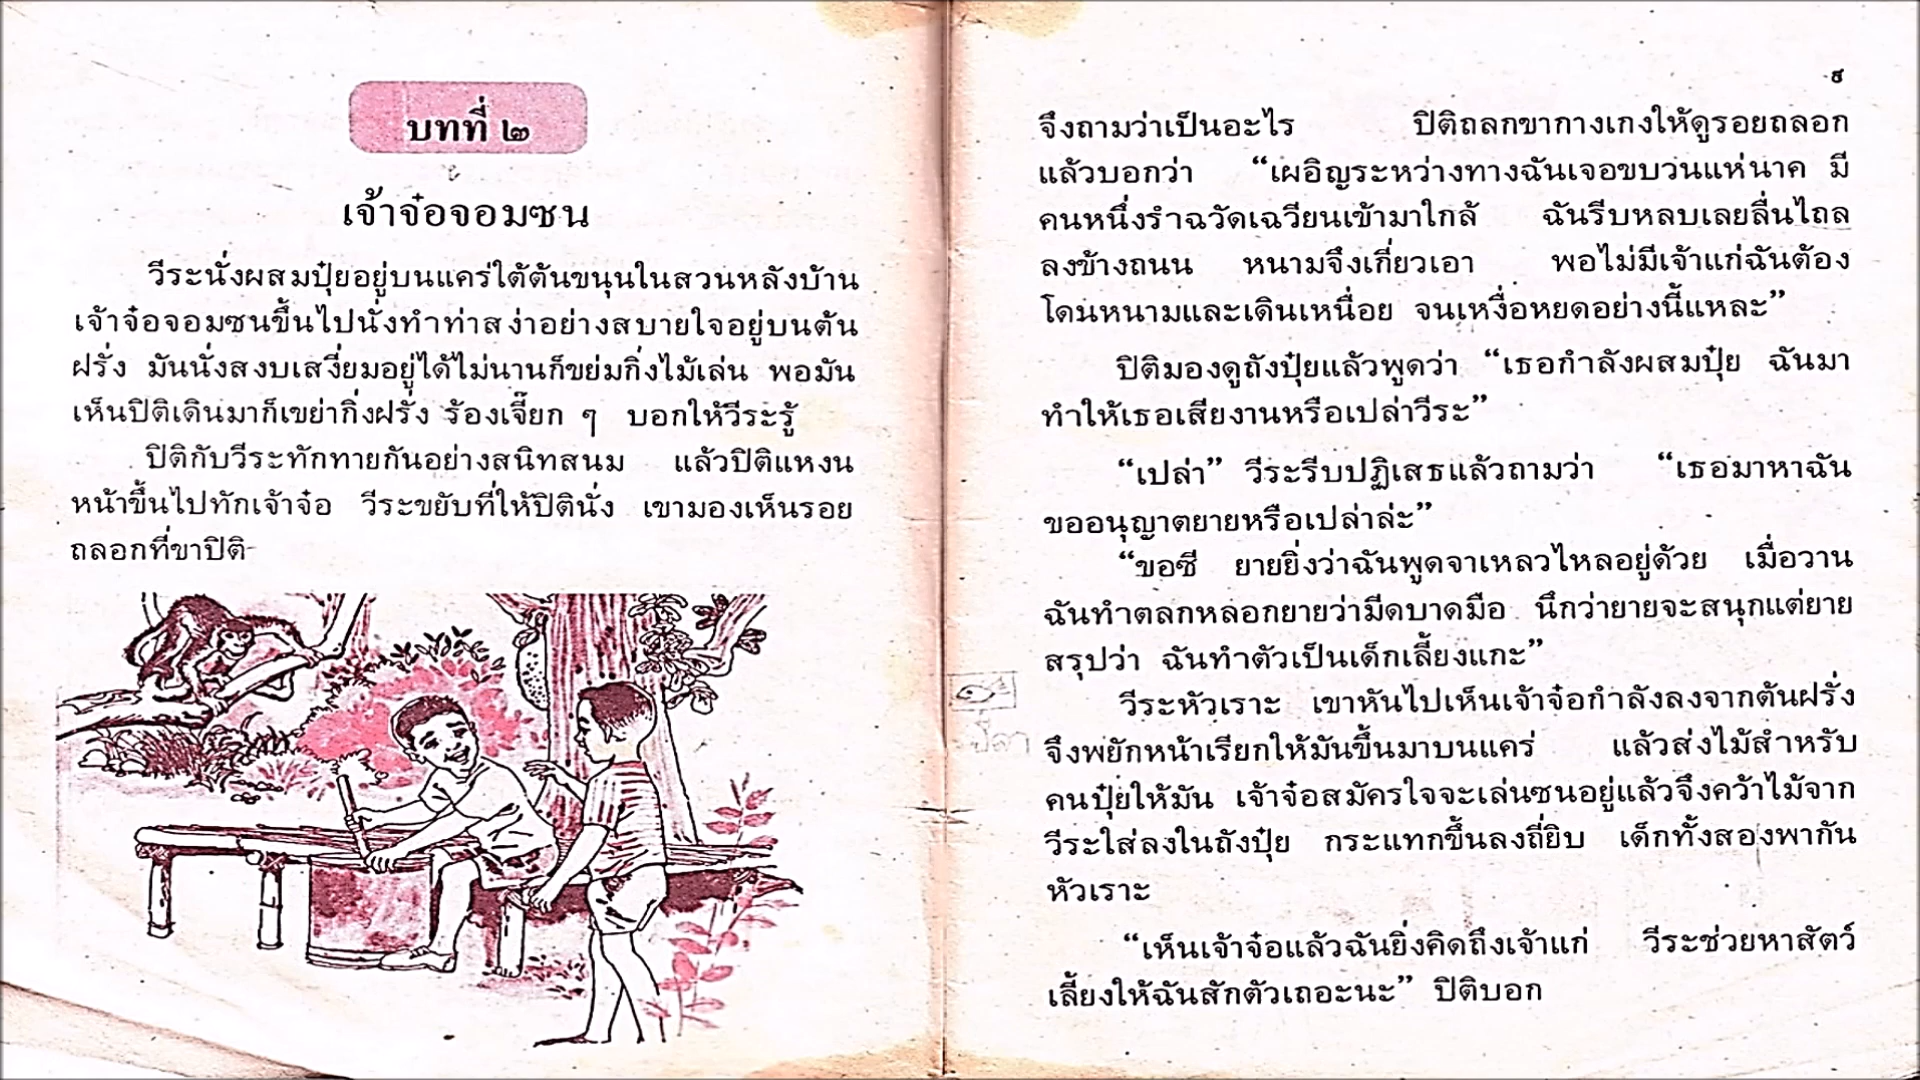 บทที่ ๒
เจ้าจ๋อจอมซน
วีระนั่งผสมปุ๋ยอยู่บนแคร่ใต้ต้นขนุนในสวนหลังบ้าน
เจ้าจ๋อจอมซนขึ้นไปนั่งทำท่าสง่าอย่างสบายใจอยู่บนต้น
ฝรั่ง มันนั่งสงบเสงี่ยมอยู่ได้ไม่นานก็ขย่มกิ่งไม้เล่น พอมัน
เห็นปิติเดินมาก็เขย่ากิ่งฝรั่ง ร้องเจี๊ยก ๆ บอกให้วีระรู้
ปิติกับวีระทักทายกันอย่างสนิทสนม แล้วปิติแหงน
หน้าขึ้นไปทักเจ้าจ๋อ วีระขยับที่ให้ปิตินั่ง เขามองเห็นรอย
ถลอกที่ขาปิติ
๙
จึงถามว่าเป็นอะไร ปิติถลกขากางเกงให้ดูรอยถลอก
แล้วบอกว่า “เผอิญระหว่างทางฉันเจอขบวนแห่นาค มี
คนหนึ่งรำฉวัดเฉวียนเข้ามาใกล้ ฉันรีบหลบเลยลื่นไถล
ลงข้างถนน หนามจึงเกี่ยวเอา พอไม่มีเจ้าแก่ฉันต้อง
โดนหนามและเดินเหนื่อย จนเหงื่อหยดอย่างนี้แหละ”
ปิติมองดูถังปุ๋ยแล้วพูดว่า “เธอกำลังผสมปุ๋ย ฉันมา
ทำให้เธอเสียงานหรือเปล่าวีระ”
“เปล่า” วีระรีบปฏิเสธแล้วถามว่า “เธอมาหาฉัน
ขออนุญาตยายหรือเปล่าล่ะ”
“ขอซี ยายยิ่งว่าฉันพูดจาเหลวไหลอยู่ด้วย เมื่อวาน
ฉันทำตลกหลอกยายว่ามีดบาดมือ นึกว่ายายจะสนุกแต่ยาย
สรุปว่า ฉันทำตัวเป็นเด็กเลี้ยงแกะ”
วีระหัวเราะ เขาหันไปเห็นเจ้าจ๋อกำลังลงจากต้นฝรั่ง
จึงพยักหน้าเรียกให้มันขึ้นมาบนแคร่ แล้วส่งไม้สำหรับ
คนปุ๋ยให้มัน เจ้าจ๋อสมัครใจจะเล่นซนอยู่แล้วจึงคว้าไม้จาก
วีระใส่ลงในถังปุ๋ย กระแทกขึ้นลงถี่ยิบ เด็กทั้งสองพากัน
หัวเราะ
“เห็นเจ้าจ๋อแล้วฉันยิ่งคิดถึงเจ้าแก่ วีระช่วยหาสัตว์
เลี้ยงให้ฉันสักตัวเถอะนะ” ปิติบอก